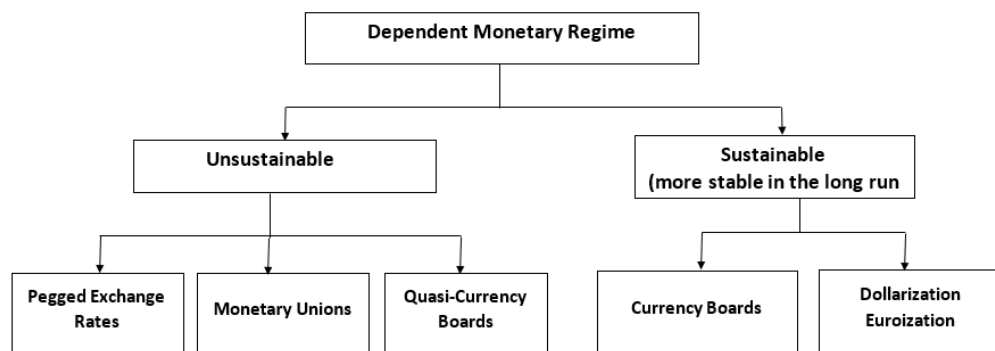 Dependent Monetary Regime
Unsustainable
Sustainable
(more stable in the long run
Pegged Exchange
Rates
Monetary Unions
Quasi-Currency
Boards
Currency Boards
Dollarization
Euroization